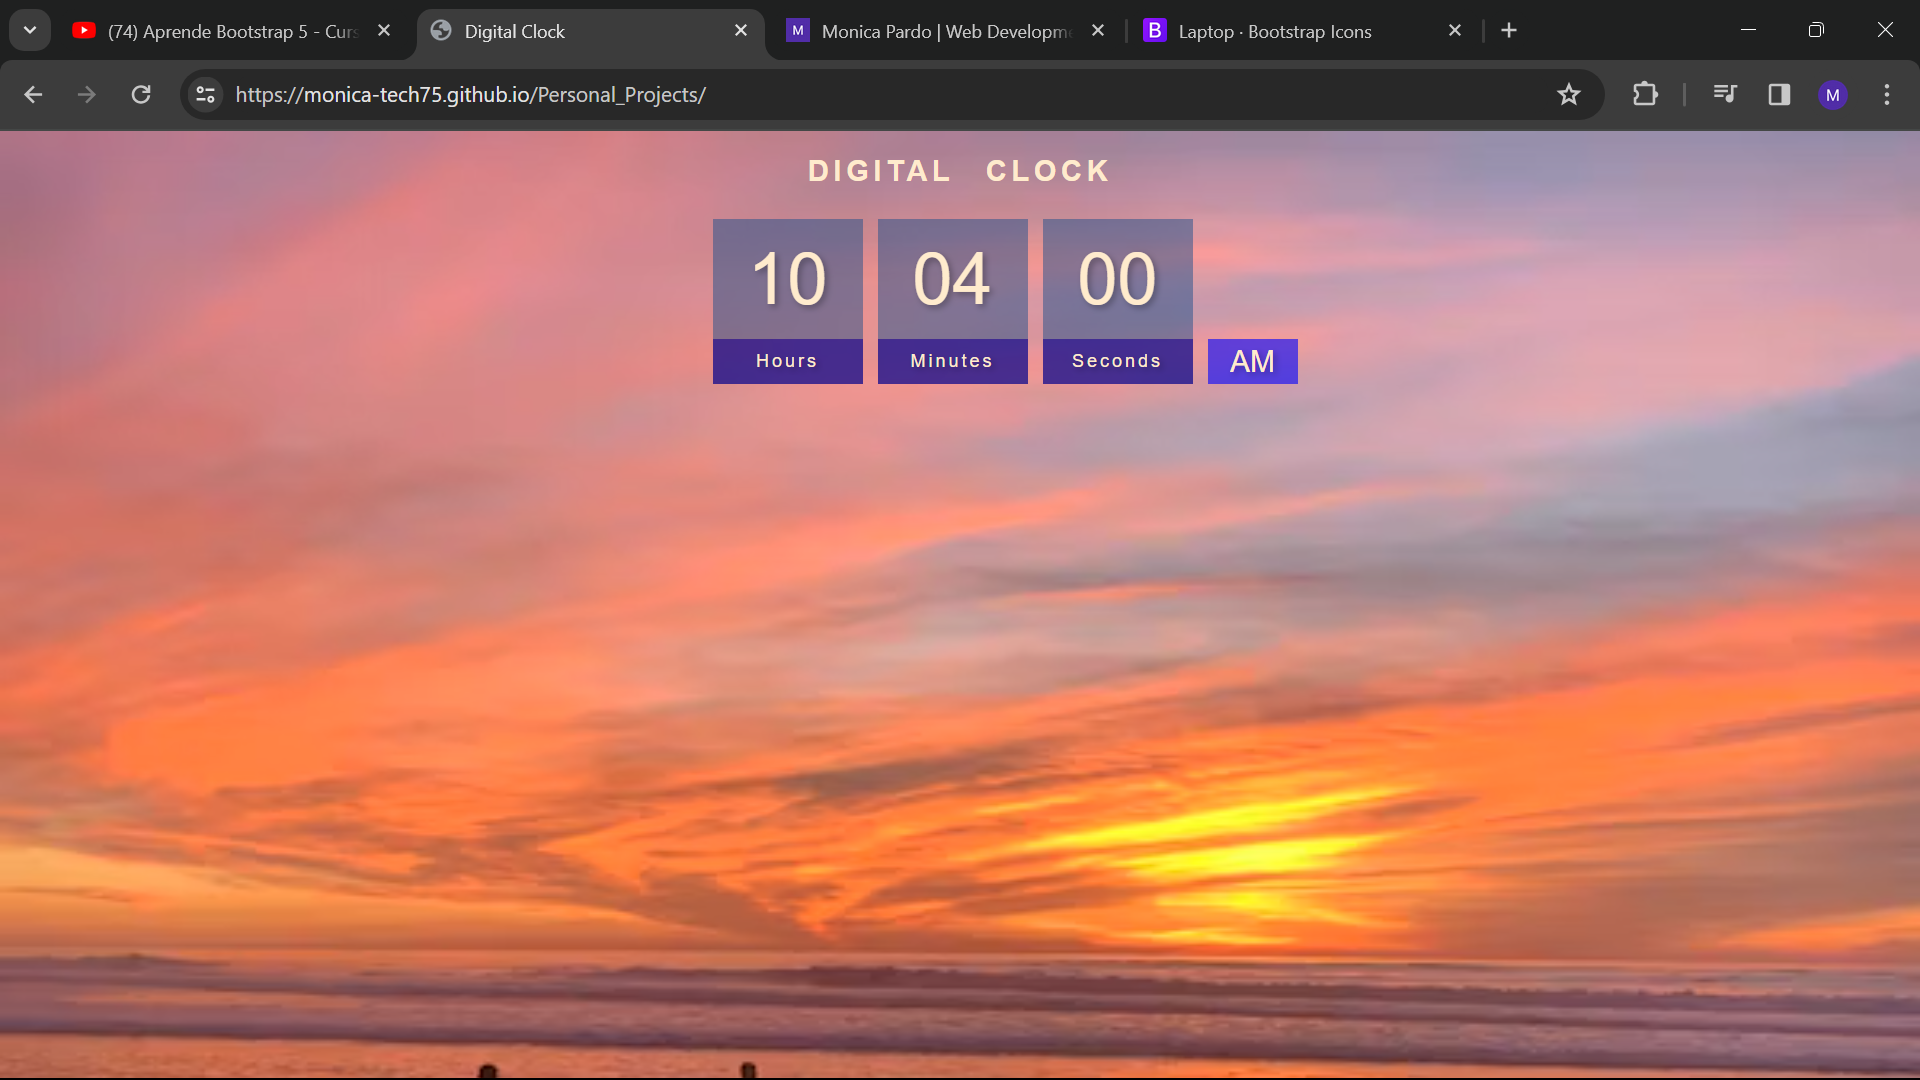 (74) Aprende Bootstrap 5 - Curs
Digital Clock
M
Monica Pardo | Web Developm
B
Laptop · Bootstrap Icons
https://monica-tech75.github.io/Personal_Projects/
M
DIGITAL CLOCK
10 04 00
Hours Minutes Seconds AM